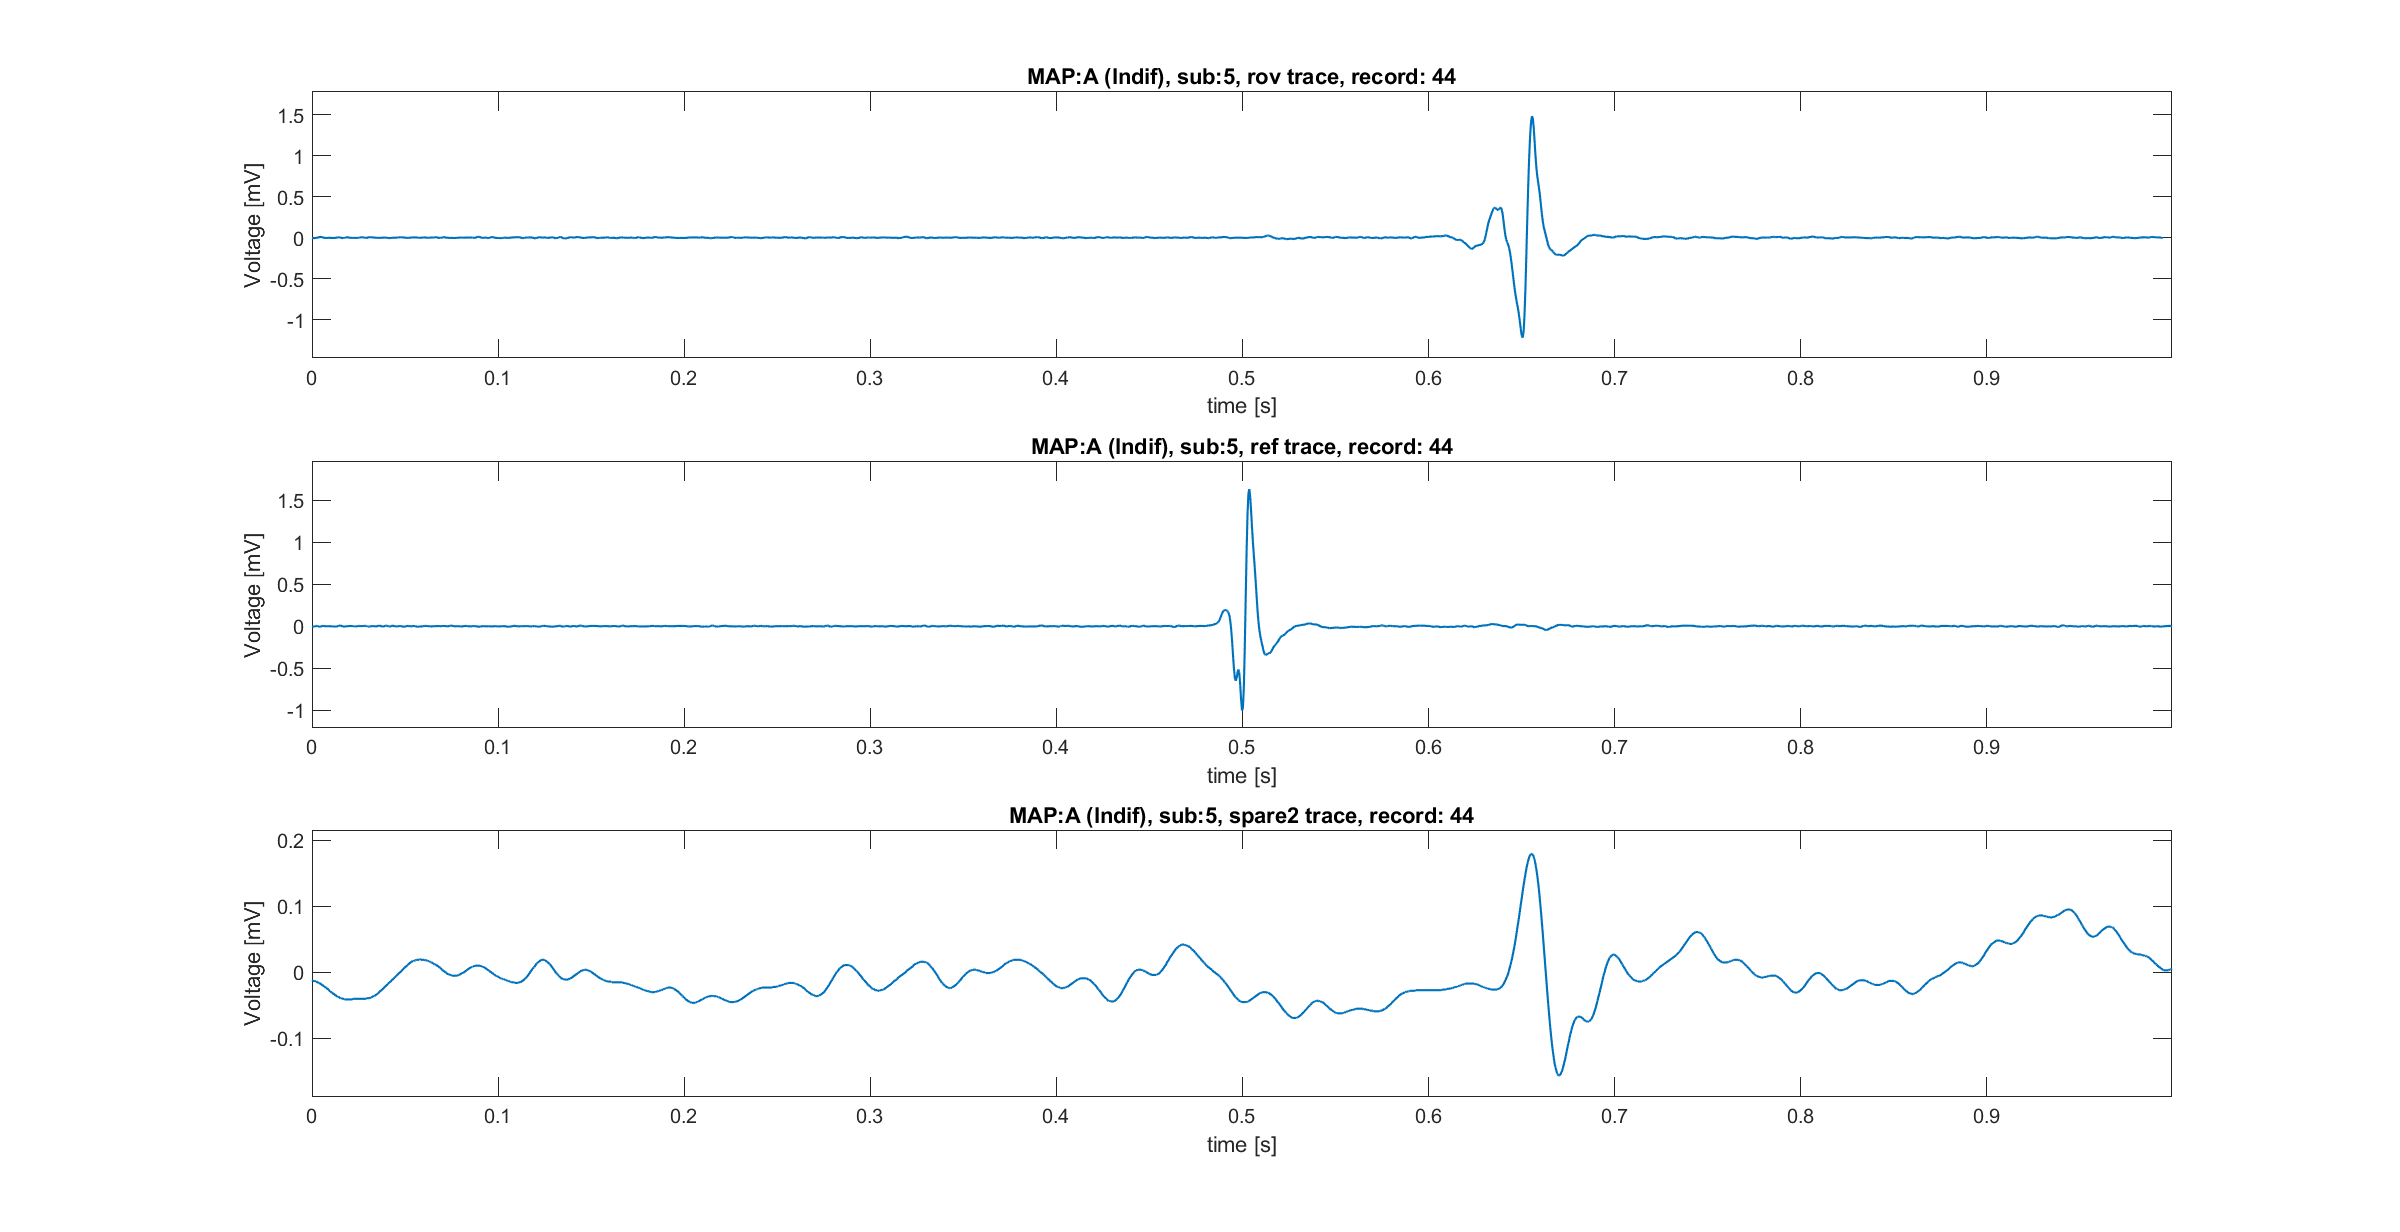 MAP:A (Indif), sub:5, rov trace, record: 44
Voltage [mV]
1.5
1
0.5
0
-0.5
-1
0 0.1 0.2 0.3 0.4 0.5 0.6 0.7 0.8 0.9
time [s]
MAP:A (Indif), sub:5, ref trace, record: 44
Voltage [mV]
1.5
1
0.5
0
-0.5
-1
0 0.1 0.2 0.3 0.4 0.5 0.6 0.7 0.8 0.9
time [s]
MAP:A (Indif), sub:5, spare2 trace, record: 44
Voltage [mV]
0.2
0.1
0
-0.1
0 0.1 0.2 0.3 0.4 0.5 0.6 0.7 0.8 0.9
time [s]